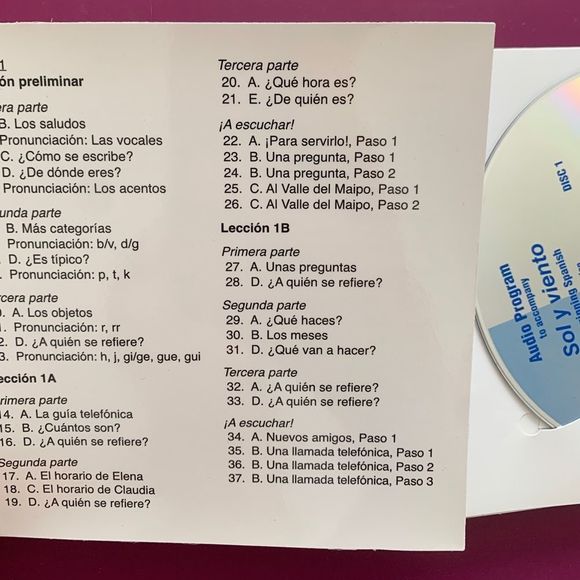 1
ón preliminar
era parte
B. Los saludos
Pronunciación: Las vocales
C. ¿Cómo se escribe?
D. ¿De dónde eres?
Pronunciación: Los acentos
gunda parte
B. Más categorías
Pronunciación: b/v, d/g
D. ¿Es típico?
Pronunciación: p, t, k
rcera parte
A. Los objetos
Pronunciación: r, rr
2. D. ¿A quién se refiere?
3. Pronunciación: h, j, gi/ge, gue, gui
ección 1A
Primera parte
14. A. La guía telefónica
15. B. ¿Cuántos son?
16. D. ¿A quién se refiere?
Segunda parte
17. A. El horario de Elena
18. C. El horario de Claudia
19. D. ¿A quién se refiere?
Tercera parte
20. A. ¿Qué hora es?
21. E. ¿De quién es?
¡A escuchar!
22. A. ¡Para servirlo!, Paso 1
23. B. Una pregunta, Paso 1
24. B. Una pregunta, Paso 2
25. C. Al Valle del Maipo, Paso 1
26. C. Al Valle del Maipo, Paso 2
Lección 1B
Primera parte
27. A. Unas preguntas
28. D. ¿A quién se refiere?
Segunda parte
29. A. ¿Qué haces?
30. B. Los meses
31. D. ¿Qué van a hacer?
Tercera parte
32. A. ¿A quién se refiere?
33. D. ¿A quién se refiere?
¡A escuchar!
34. A. Nuevos amigos, Paso 1
35. B. Una llamada telefónica, Paso 1
36. B. Una llamada telefónica, Paso 2
37. B. Una llamada telefónica, Paso 3
Audio Program
to accompany
Sol y viento
Spanish
DISC 1